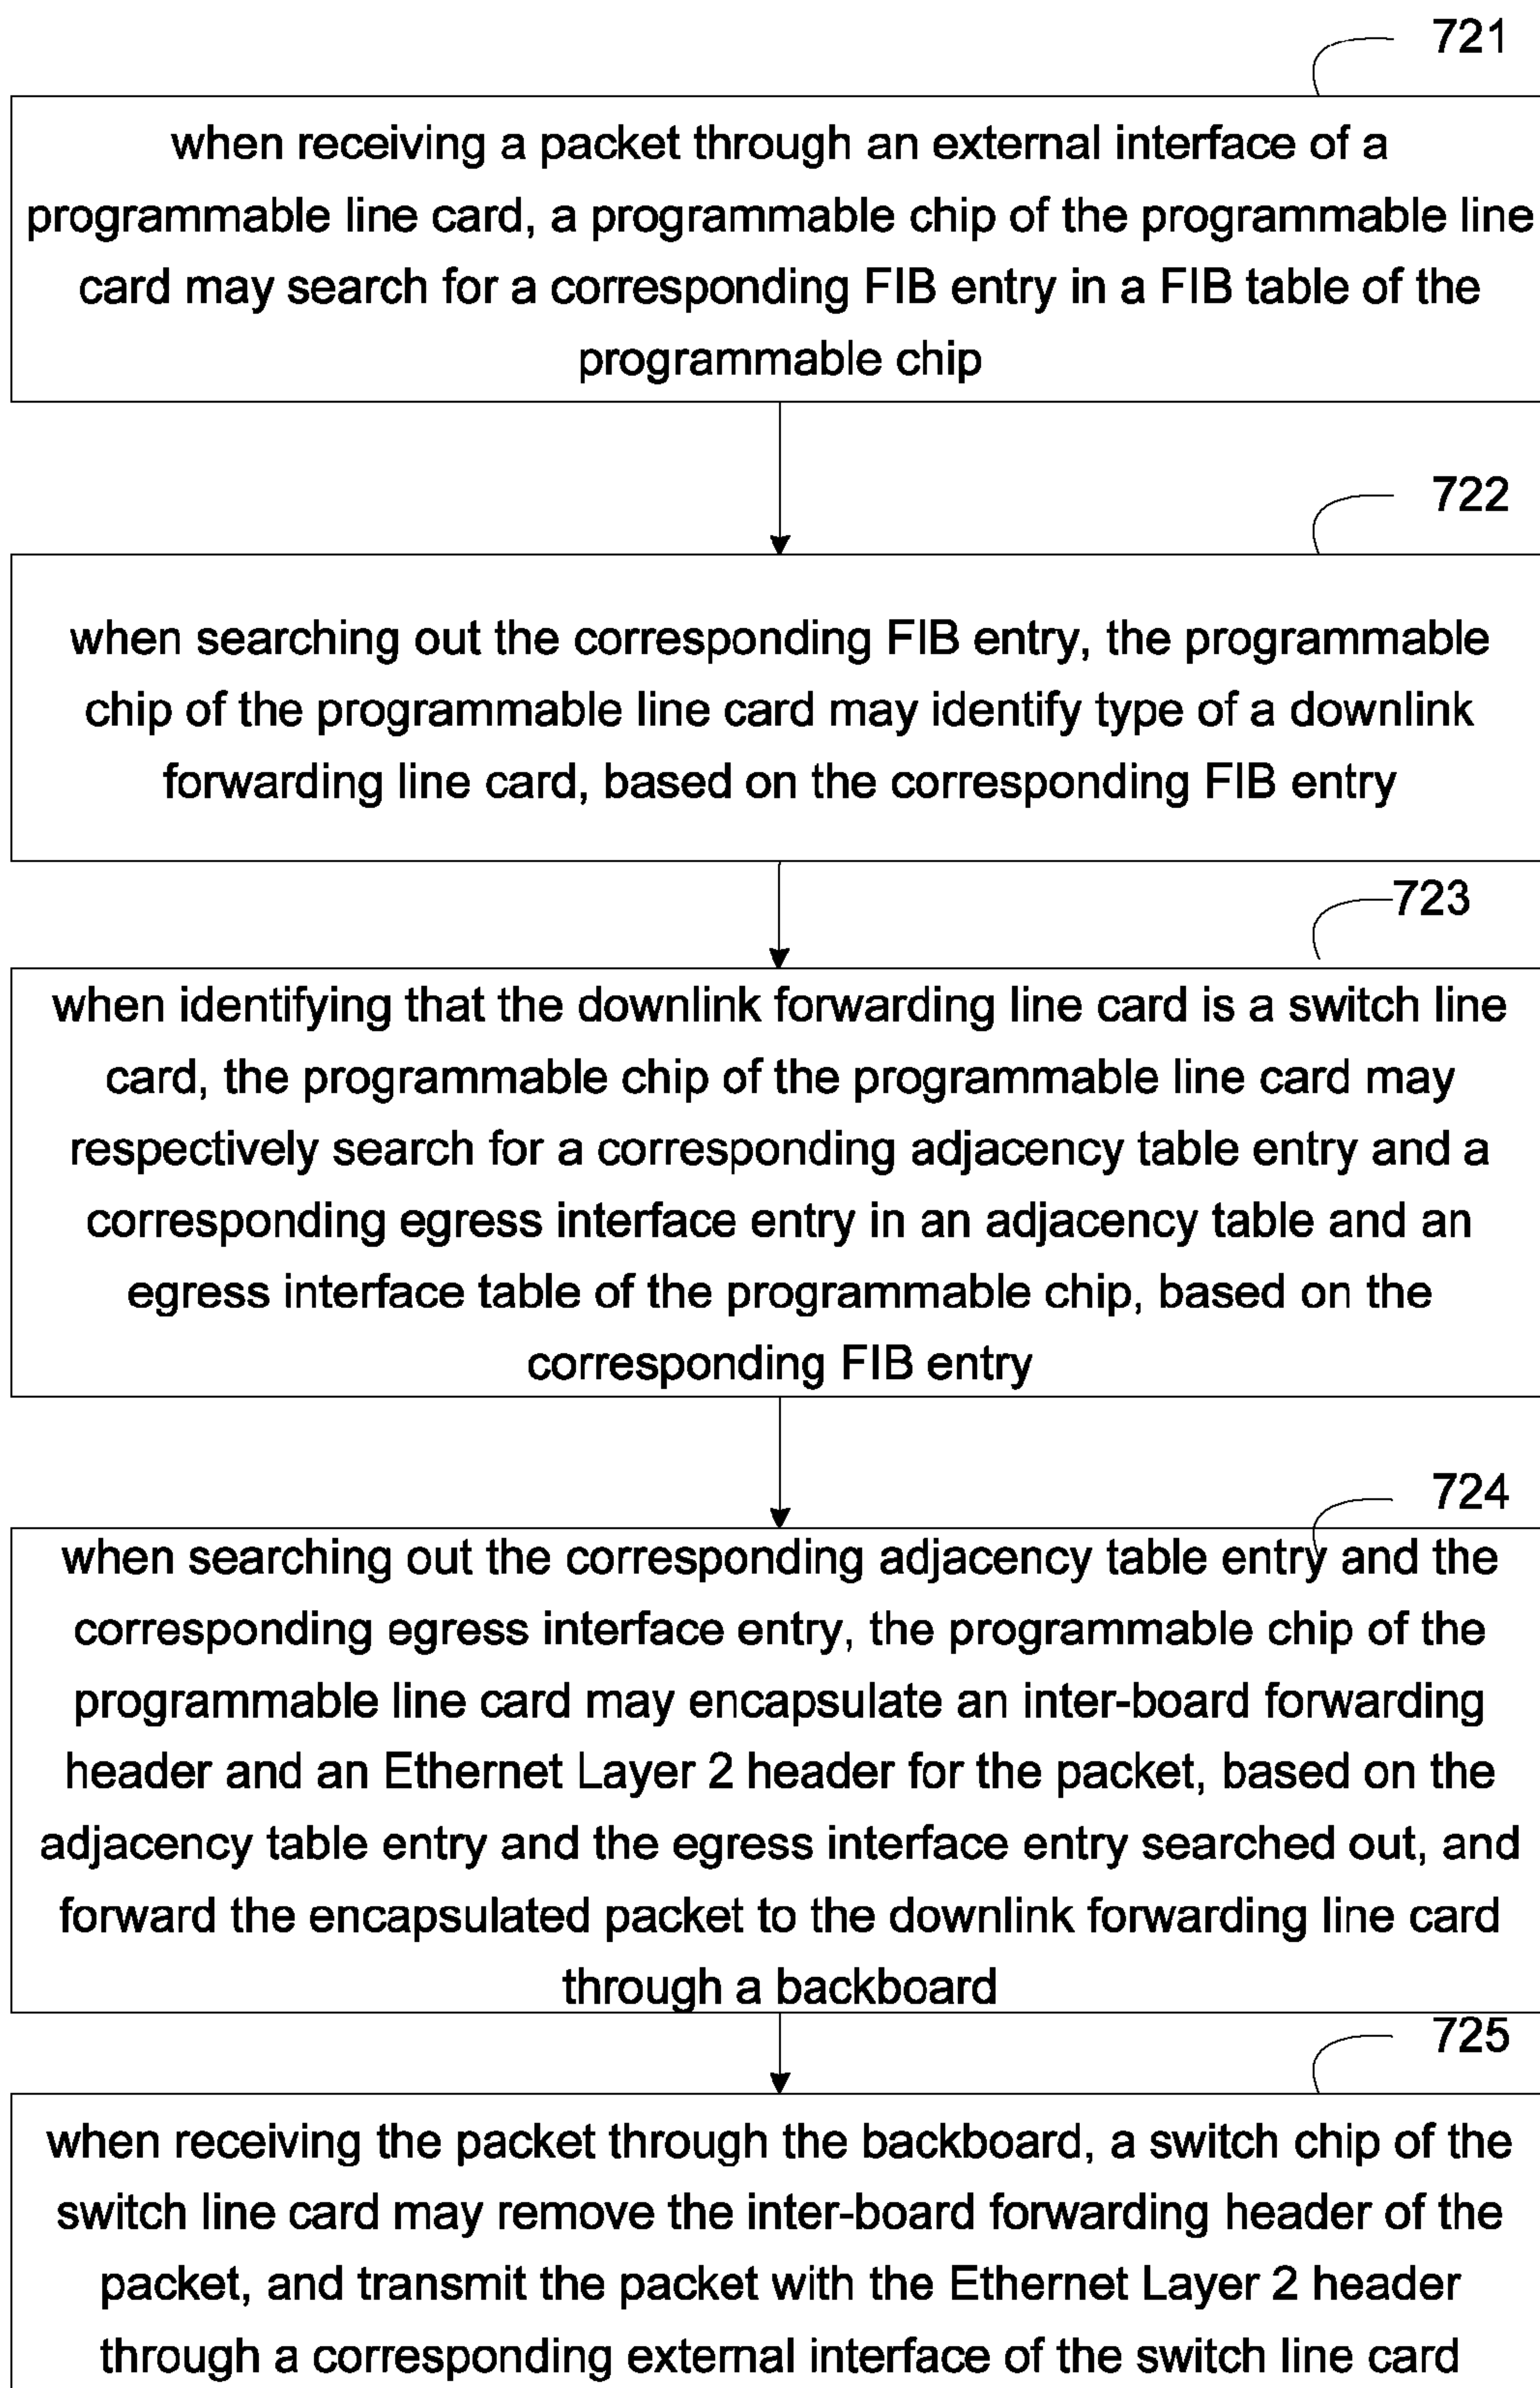 721
when receiving a packet through an external interface of a
programmable line card, a programmable chip of the programmable line
card may search for a corresponding FIB entry in a FIB table of the
programmable chip
722
when searching out the corresponding FIB entry, the programmable
chip of the programmable line card may identify type of a downlink
forwarding line card, based on the corresponding FIB entry
723
when identifying that the downlink forwarding line card is a switch line
card, the programmable chip of the programmable line card may
respectively search for a corresponding adjacency table entry and a
corresponding egress interface entry in an adjacency table and an
egress interface table of the programmable chip, based on the
corresponding FIB entry
724
when searching out the corresponding adjacency table entry and the
corresponding egress interface entry, the programmable chip of the
programmable line card may encapsulate an inter-board forwarding
header and an Ethernet Layer 2 header for the packet, based on the
adjacency table entry and the egress interface entry searched out, and
forward the encapsulated packet to the downlink forwarding line card
through a backboard
725
when receiving the packet through the backboard, a switch chip of the
switch line card may remove the inter-board forwarding header of the
packet, and transmit the packet with the Ethernet Layer 2 header
through a corresponding external interface of the switch line card